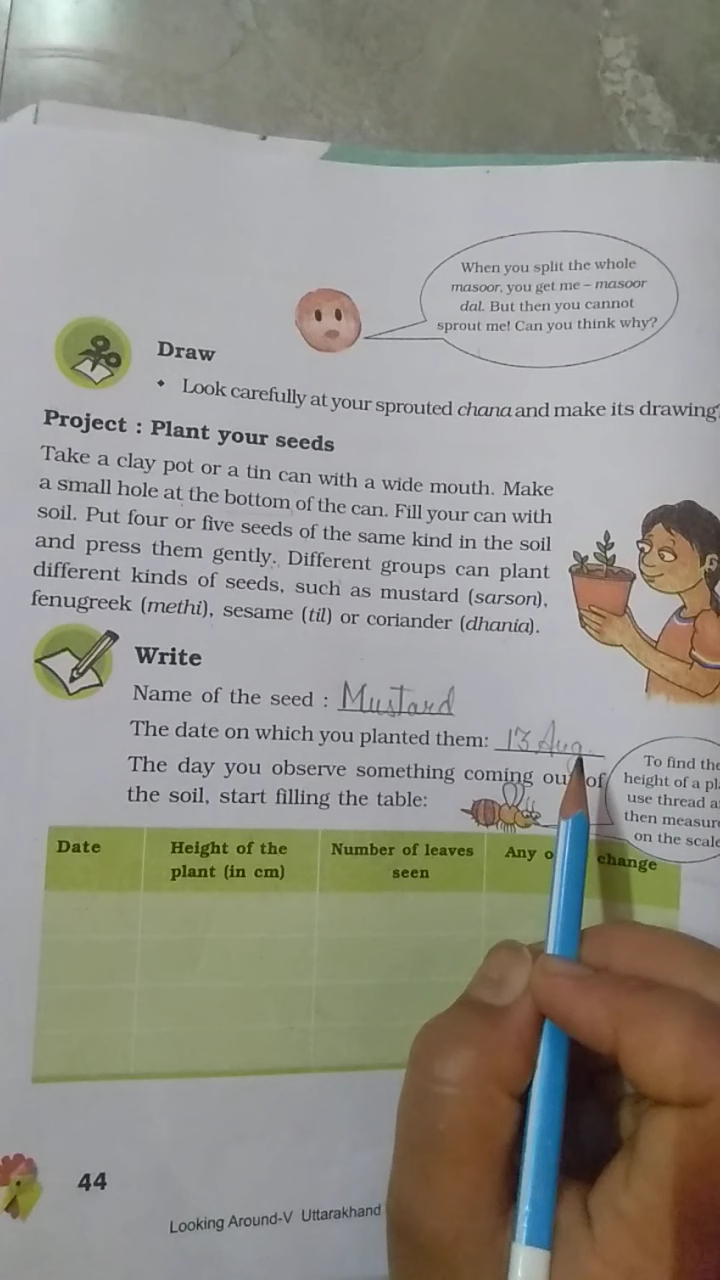 When you split the whole
masoor, you get me – masoor
dal. But then you cannot
sprout me! Can you think why?
Draw
• Look carefully at your sprouted chana and make its drawing
Project : Plant your seeds
Take a clay pot or a tin can with a wide mouth. Make
a small hole at the bottom of the can. Fill your can with
soil. Put four or five seeds of the same kind in the soil
and press them gently. Different groups can plant
different kinds of seeds, such as mustard (sarson),
fenugreek (methi), sesame (til) or coriander (dhania).
Write
Name of the seed : Mustard
The date on which you planted them: 13 Aug.
The day you observe something coming out of
the soil, start filling the table:
To find the
height of a pl
use thread a
then measur
on the scale
Date
Height of the
plant (in cm)
Number of leaves
seen
Any o change
44
Looking Around-V Uttarakhand